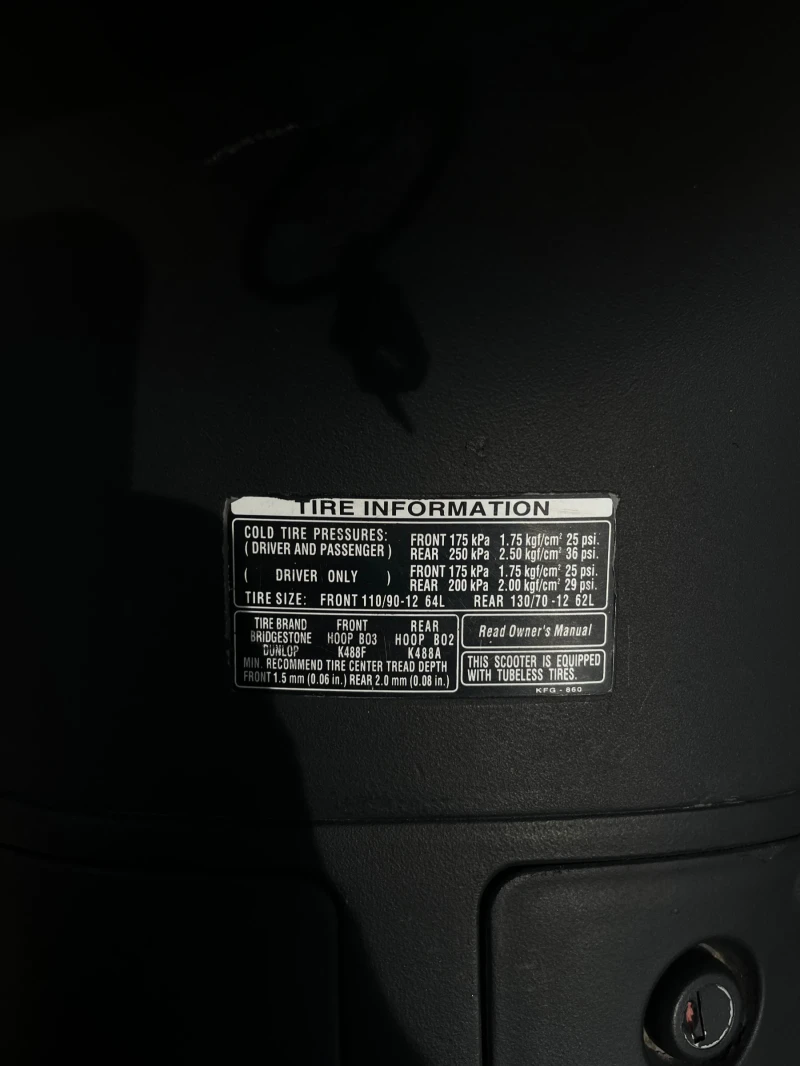 TIRE INFORMATION
COLD TIRE PRESSURES:
(DRIVER AND PASSENGER)
FRONT 175 kPa 1.75 kgf/cm² 25 psi.
REAR 250 kPa 2.50 kgf/cm² 36 psi.
( DRIVER ONLY )
FRONT 175 kPa 1.75 kgf/cm² 25 psi.
REAR 200 kPa 2.00 kgf/cm² 29 psi.
TIRE SIZE: FRONT 110/90-12 64L REAR 130/70-12 62L
TIRE BRAND FRONT REAR
BRIDGESTONE HOOP B03 HOOP B02
DUNLOP K488F K488A
MIN. RECOMMEND TIRE CENTER TREAD DEPTH
FRONT 1.5 mm (0.06 in.) REAR 2.0 mm (0.08 in.)
Read Owner's Manual
THIS SCOOTER IS EQUIPPED
WITH TUBELESS TIRES.
KFG - 860